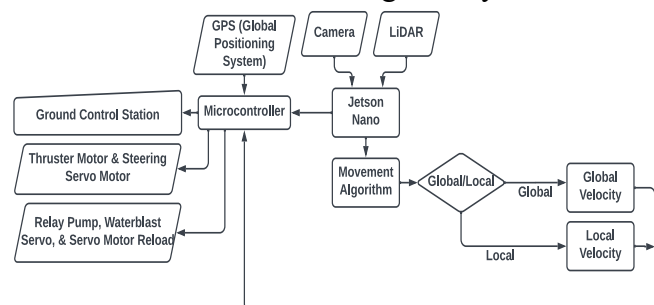 GPS (Global
Positioning
System)
Camera
LiDAR
Ground Control Station
Microcontroller
Jetson
Nano
Thruster Motor & Steering
Servo Motor
Movement
Algorithm
Global/Local
Global
Global
Velocity
Relay Pump, Waterblast
Servo, & Servo Motor Reload
Local
Local
Velocity